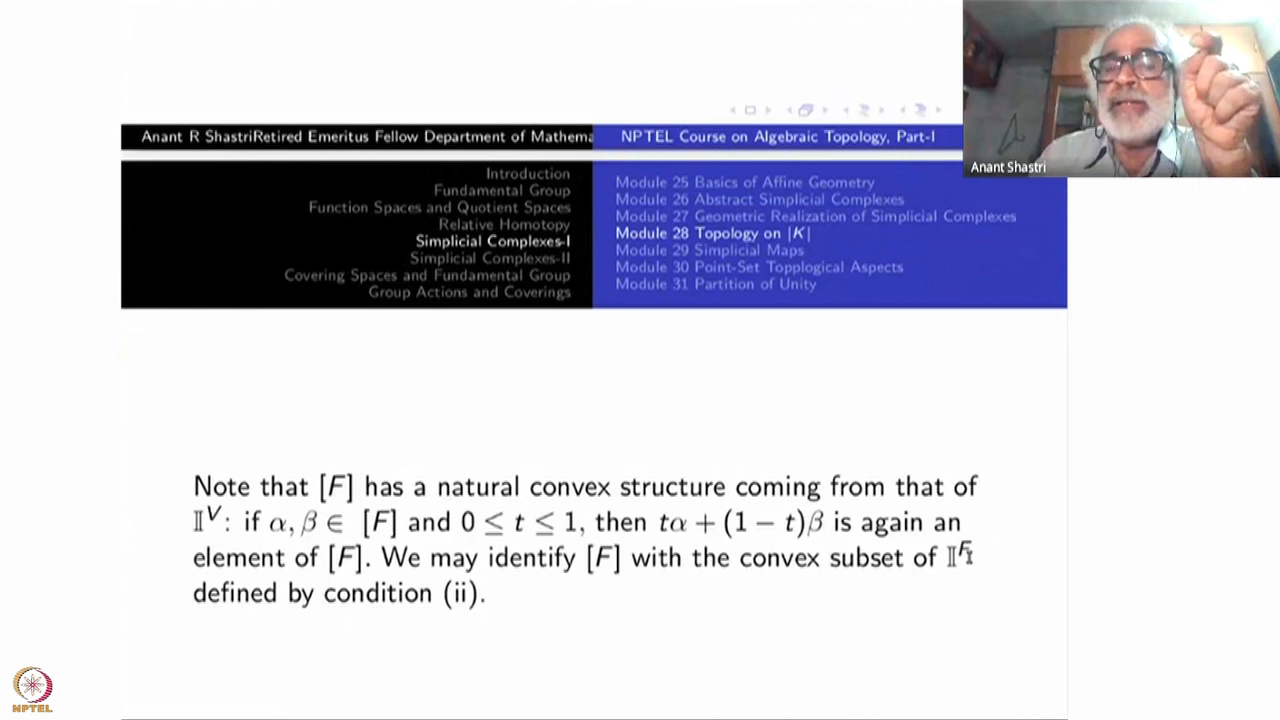 Anant Shastri
Anant R ShastriRetired Emeritus Fellow Department of Mathema
NPTEL Course on Algebraic Topology, Part-I
Introduction
Fundamental Group
Function Spaces and Quotient Spaces
Relative Homotopy
Simplicial Complexes-I
Simplicial Complexes-II
Covering Spaces and Fundamental Group
Group Actions and Coverings
Module 25 Basics of Affine Geometry
Module 26 Abstract Simplicial Complexes
Module 27 Geometric Realization of Simplicial Complexes
Module 28 Topology on |K|
Module 29 Simplicial Maps
Module 30 Point-Set Topplogical Aspects
Module 31 Partition of Unity
Note that [F] has a natural convex structure coming from that of
𝕀^V: if α, β ∈ [F] and 0 ≤ t ≤ 1, then tα + (1 − t)β is again an
element of [F]. We may identify [F] with the convex subset of 𝕀^F
defined by condition (ii).
NPTEL